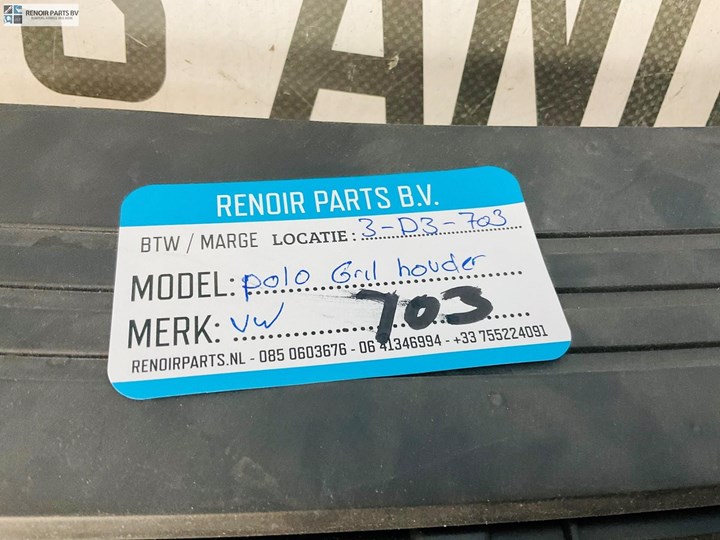 RENOIR PARTS BV
S ANI
RENOIR PARTS B.V.
BTW / MARGE LOCATIE: 3-D3-703
MODEL: polo Gril houder
MERK: VW 703
RENOIRPARTS.NL - 085 0603676 - 06 41346994 - +33 755224091